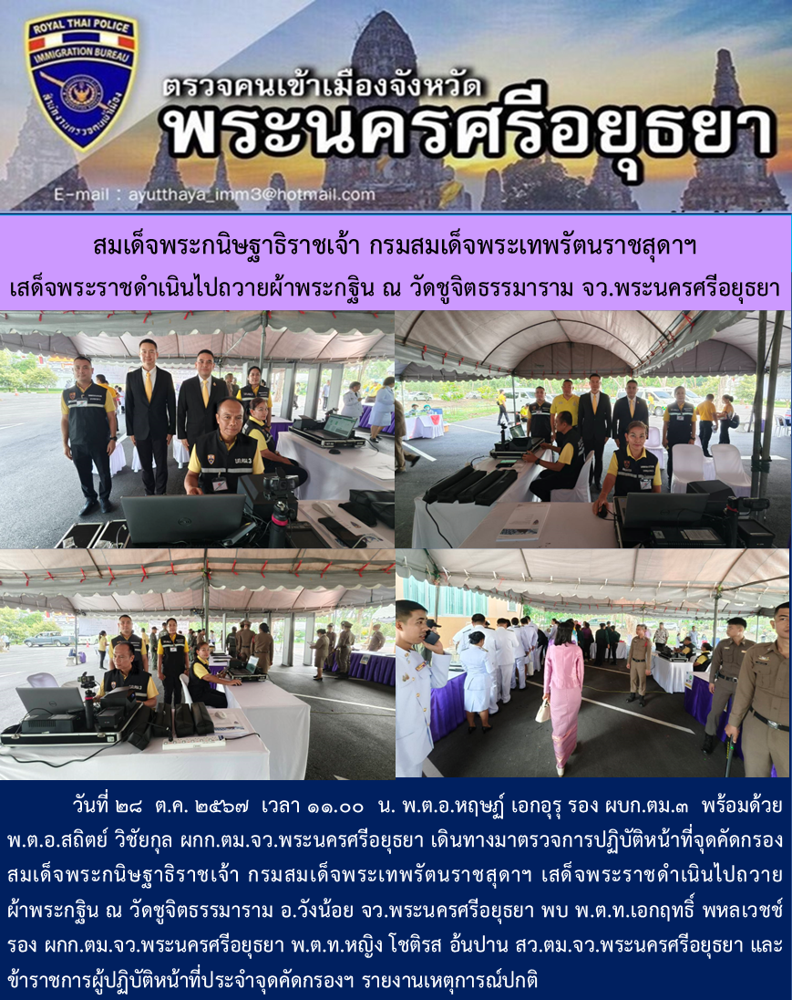 ROYAL THAI POLICE
IMMIGRATION BUREAU
สำนักงานตรวจคนเข้าเมือง
ตรวจคนเข้าเมืองจังหวัด
พระนครศรีอยุธยา
E-mail : ayutthaya_imm3@hotmail.com
สมเด็จพระกนิษฐาธิราชเจ้า กรมสมเด็จพระเทพรัตนราชสุดาฯ
เสด็จพระราชดำเนินไปถวายผ้าพระกฐิน ณ วัดชูจิตธรรมาราม จว.พระนครศรีอยุธยา
บก.ตม.3
วันที่ ๒๘ ต.ค. ๒๕๖๗ เวลา ๑๑.๐๐ น. พ.ต.อ.หฤษฏ์ เอกอุรุ รอง ผบก.ตม.๓ พร้อมด้วย
พ.ต.อ.สถิตย์ วิชัยกุล ผกก.ตม.จว.พระนครศรีอยุธยา เดินทางมาตรวจการปฏิบัติหน้าที่จุดคัดกรอง
สมเด็จพระกนิษฐาธิราชเจ้า กรมสมเด็จพระเทพรัตนราชสุดาฯ เสด็จพระราชดำเนินไปถวาย
ผ้าพระกฐิน ณ วัดชูจิตธรรมาราม อ.วังน้อย จว.พระนครศรีอยุธยา พบ พ.ต.ท.เอกฤทธิ์ พหลเวชช์
รอง ผกก.ตม.จว.พระนครศรีอยุธยา พ.ต.ท.หญิง โชติรส อ้นปาน สว.ตม.จว.พระนครศรีอยุธยา และ
ข้าราชการผู้ปฏิบัติหน้าที่ประจำจุดคัดกรองฯ รายงานเหตุการณ์ปกติ